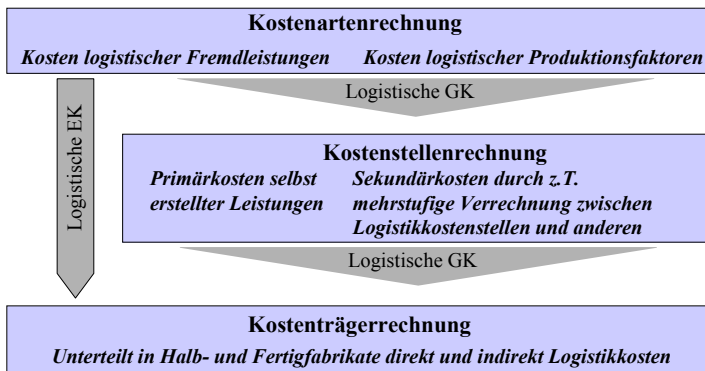 Kostenartenrechnung
Kosten logistischer Fremdleistungen Kosten logistischer Produktionsfaktoren
Logistische GK
Logistische EK
Kostenstellenrechnung
Primärkosten selbst Sekundärkosten durch z.T.
erstellter Leistungen mehrstufige Verrechnung zwischen
Logistikkostenstellen und anderen
Logistische GK
Kostenträgerrechnung
Unterteilt in Halb- und Fertigfabrikate direkt und indirekt Logistikkosten